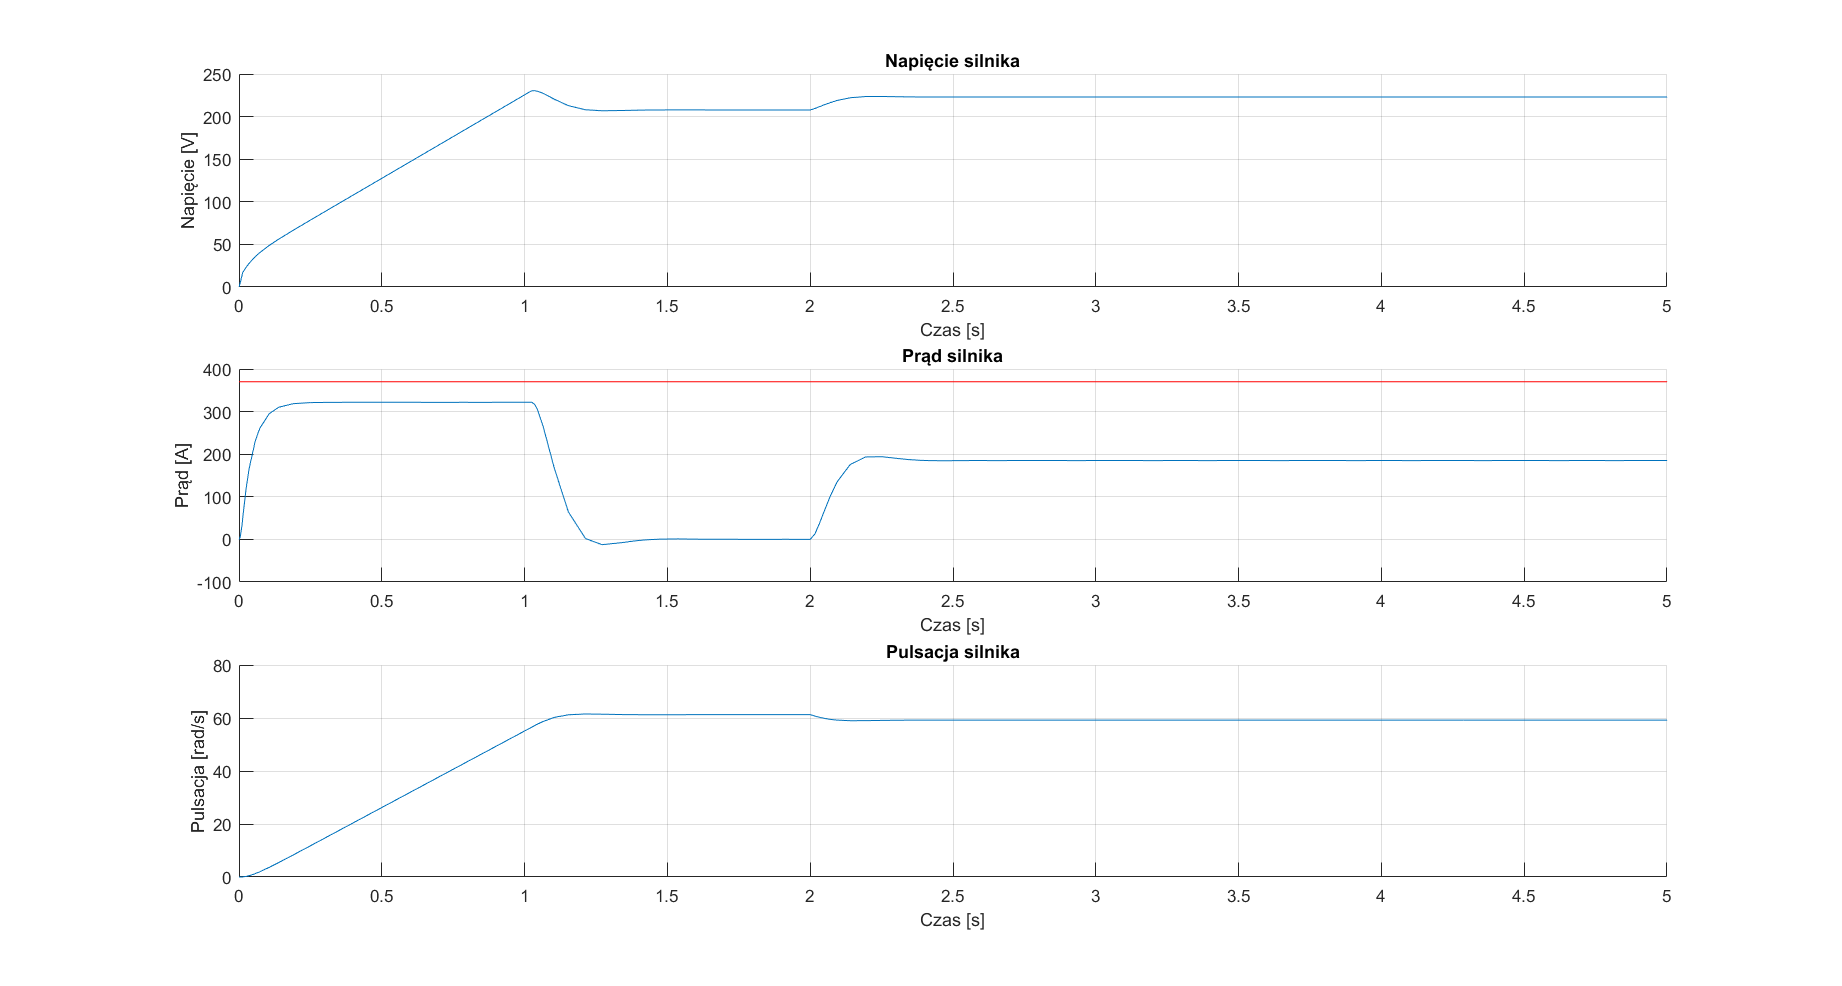 Napięcie silnika
Napięcie [V]
250
200
150
100
50
0
0 0.5 1 1.5 2 2.5 3 3.5 4 4.5 5
Czas [s]
Prąd silnika
Prąd [A]
400
300
200
100
0
-100
0 0.5 1 1.5 2 2.5 3 3.5 4 4.5 5
Czas [s]
Pulsacja silnika
Pulsacja [rad/s]
80
60
40
20
0
0 0.5 1 1.5 2 2.5 3 3.5 4 4.5 5
Czas [s]